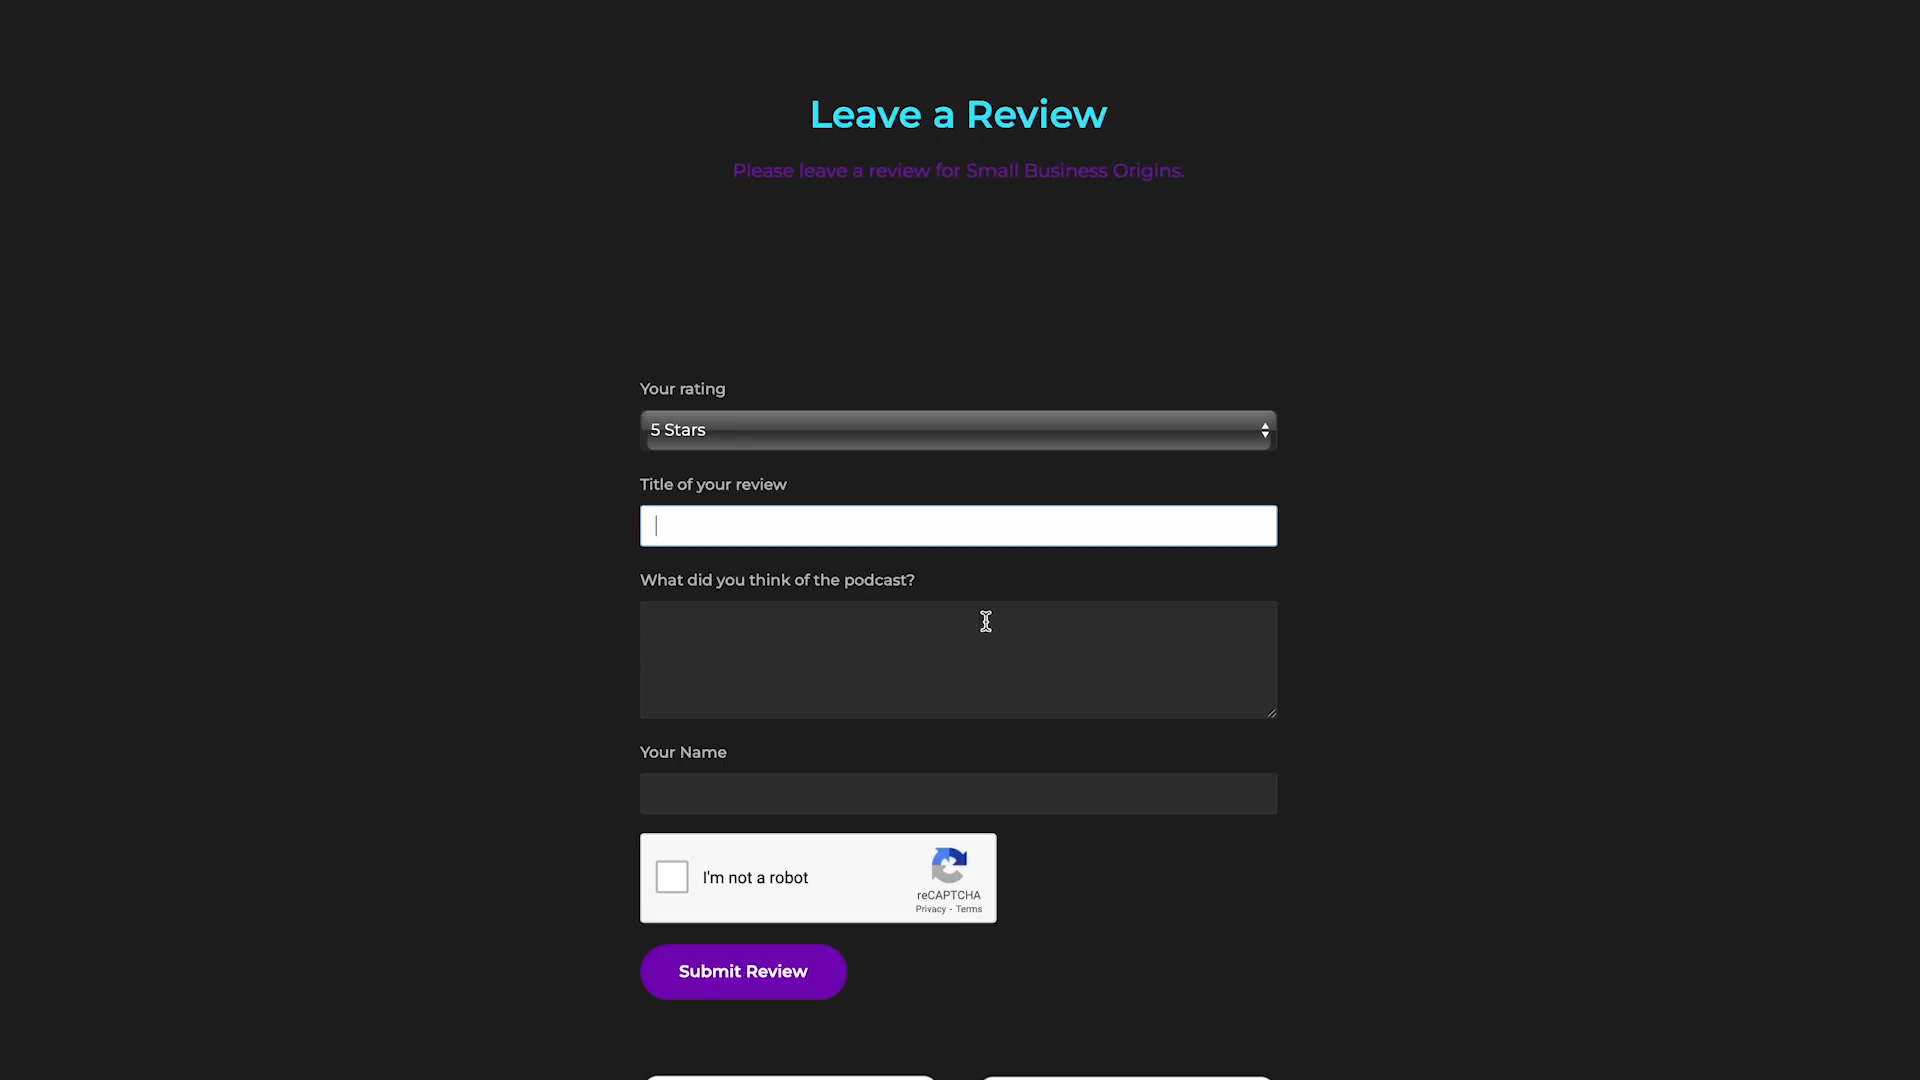 Leave a Review
Please leave a review for Small Business Origins.
Your rating
5 Stars
Title of your review
What did you think of the podcast?
Your Name
I'm not a robot
reCAPTCHA
Privacy - Terms
Submit Review